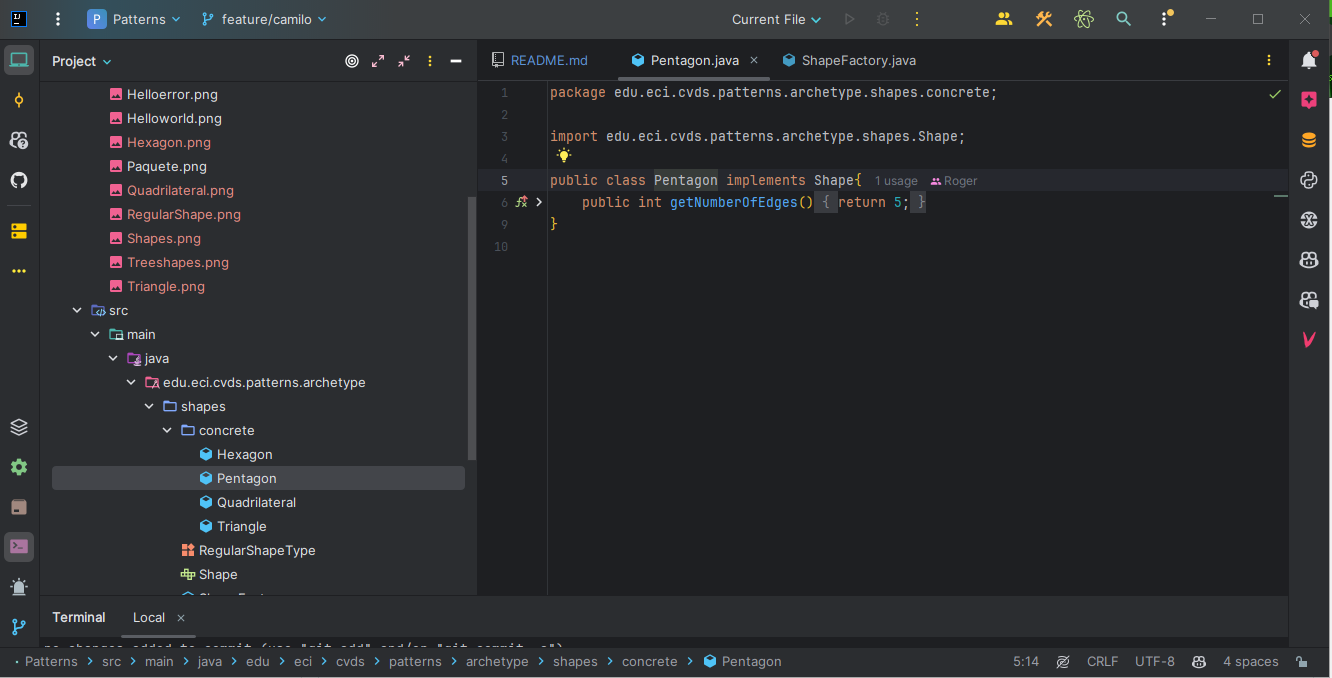 P Patterns feature/camilo Current File
Project
README.md Pentagon.java ShapeFactory.java
Helloerror.png
Helloworld.png
Hexagon.png
Paquete.png
Quadrilateral.png
RegularShape.png
Shapes.png
Treeshapes.png
Triangle.png
src
main
java
edu.eci.cvds.patterns.archetype
shapes
concrete
Hexagon
Pentagon
Quadrilateral
Triangle
RegularShapeType
Shape
1 package edu.eci.cvds.patterns.archetype.shapes.concrete;
2
3 import edu.eci.cvds.patterns.archetype.shapes.Shape;
4
5 public class Pentagon implements Shape{ 1 usage Roger
6 public int getNumberOfEdges() { return 5; }
9 }
10
Terminal Local
Patterns > src > main > java > edu > eci > cvds > patterns > archetype > shapes > concrete > Pentagon
5:14 CRLF UTF-8 4 spaces